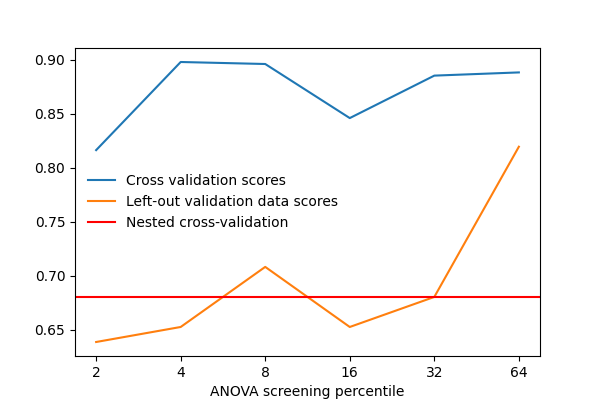 0.90
0.85
0.80
Cross validation scores
Left-out validation data scores
0.75
Nested cross-validation
0.70
0.65
2 4 8 16 32 64
ANOVA screening percentile